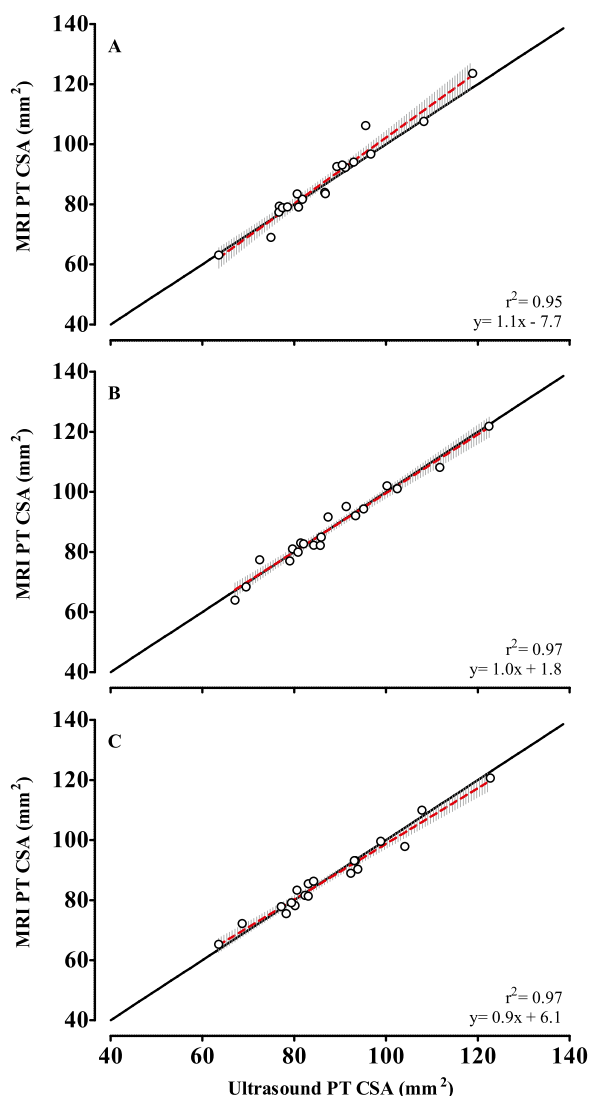 140
A
120
100
80
60
40
MRI PT CSA (mm²)
r²= 0.95
y= 1.1x - 7.7
140
B
120
100
80
60
40
MRI PT CSA (mm²)
r²= 0.97
y= 1.0x + 1.8
140
C
120
100
80
60
40
MRI PT CSA (mm²)
r²= 0.97
y= 0.9x + 6.1
40 60 80 100 120 140
Ultrasound PT CSA (mm²)